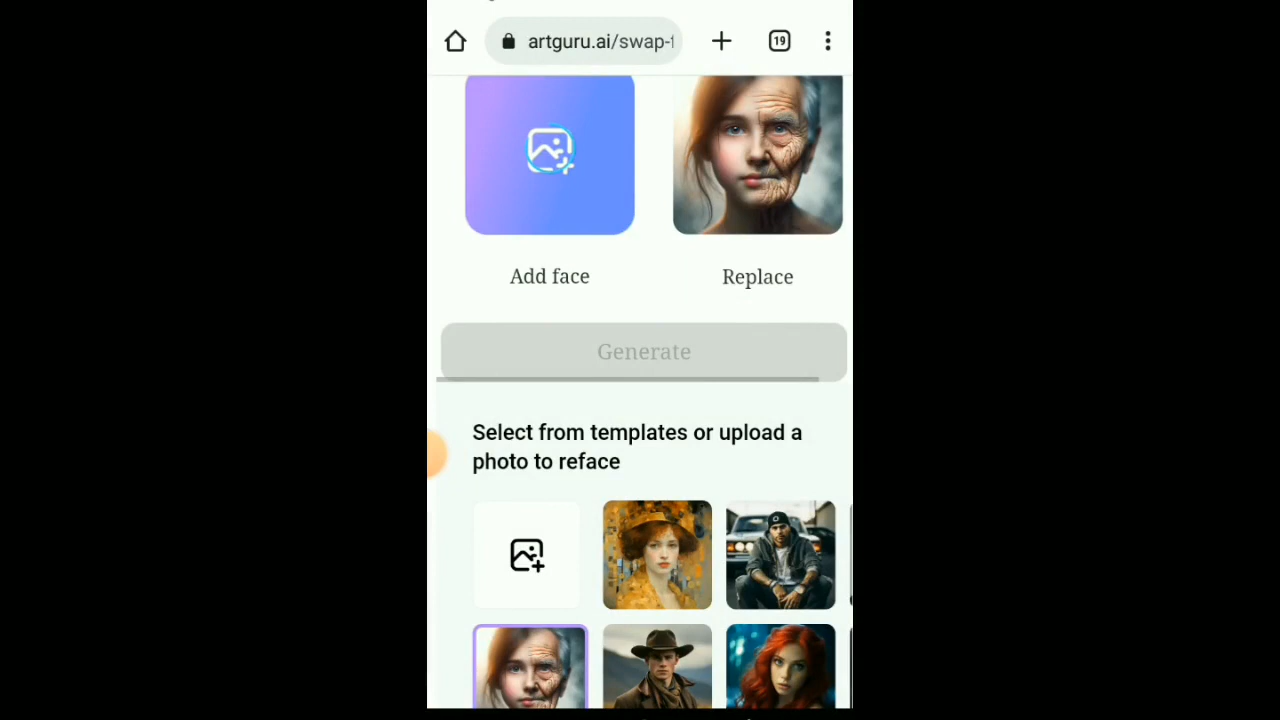 artguru.ai/swap-f
19
Add face
Replace
Generate
Select from templates or upload a
photo to reface